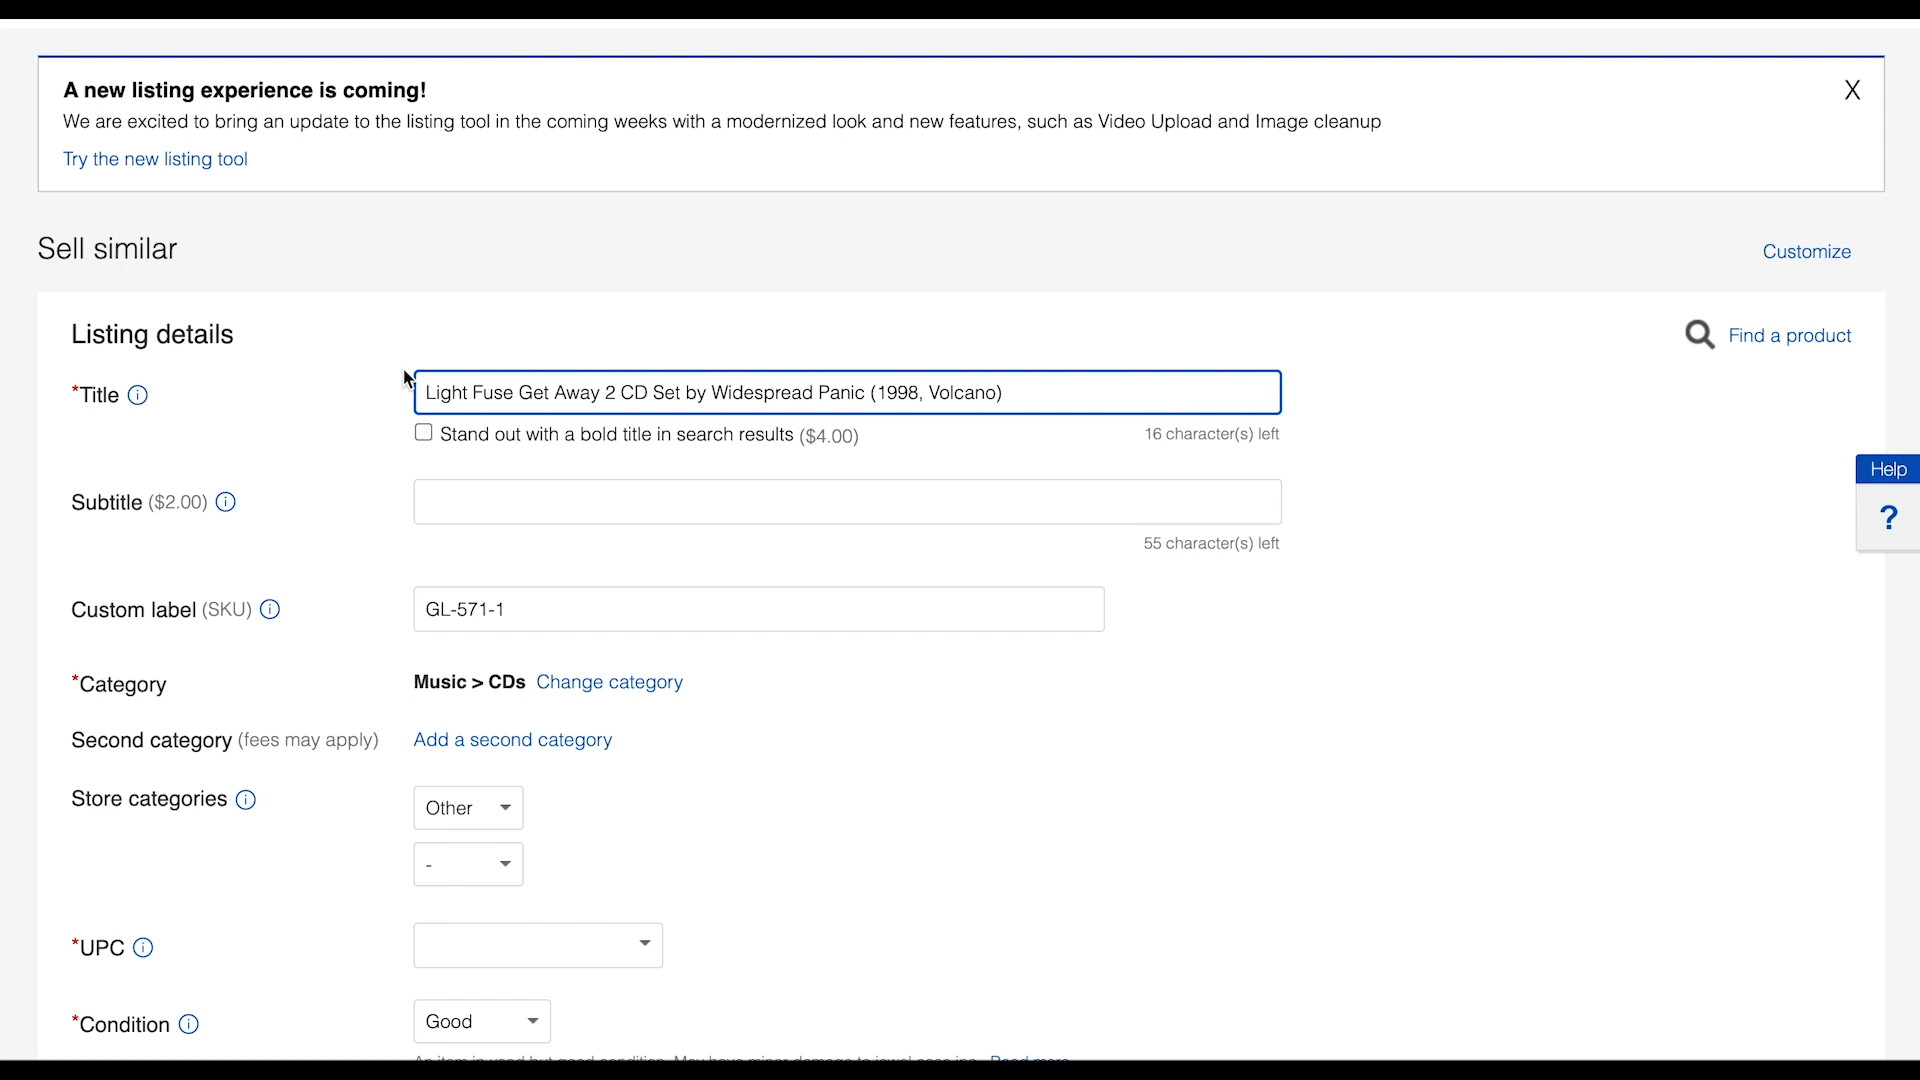 A new listing experience is coming!
X
We are excited to bring an update to the listing tool in the coming weeks with a modernized look and new features, such as Video Upload and Image cleanup
Try the new listing tool
Sell similar
Customize
Listing details
Find a product
*Title
Light Fuse Get Away 2 CD Set by Widespread Panic (1998, Volcano)
Stand out with a bold title in search results ($4.00)
16 character(s) left
Help
?
Subtitle ($2.00)
55 character(s) left
Custom label (SKU)
GL-571-1
*Category
Music > CDs Change category
Second category (fees may apply)
Add a second category
Store categories
Other
-
*UPC
*Condition
Good